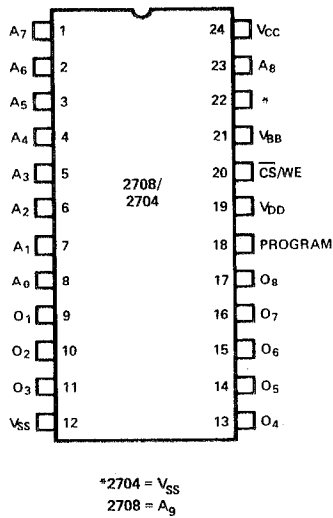 A₇ 1 24 VCC
A₆ 2 23 A₈
A₅ 3 22 *
A₄ 4 21 VBB
A₃ 5 20 C̅S̅/WE
2708/
2704
A₂ 6 19 VDD
A₁ 7 18 PROGRAM
A₀ 8 17 O₈
O₁ 9 16 O₇
O₂ 10 15 O₆
O₃ 11 14 O₅
VSS 12 13 O₄
*2704 = VSS
2708 = A₉